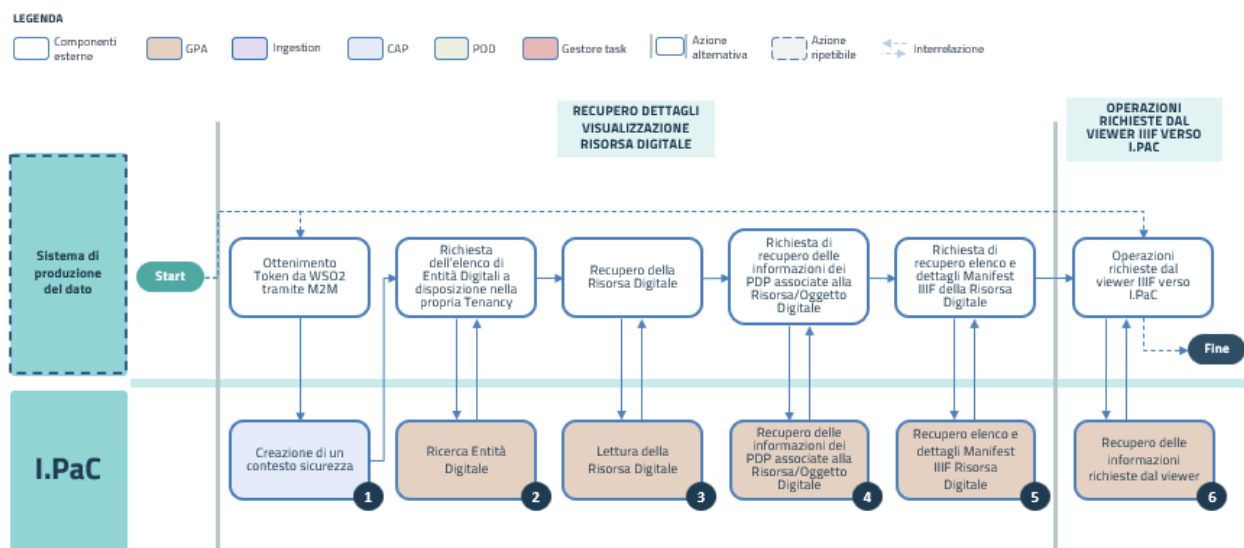 LEGENDA
Componenti
esterne
GPA
Ingestion
CAP
POD
Gestore task
Azione
alternativa
Azione
ripetibile
Interrelazione
RECUPERO DETTAGLI
VISUALIZZAZIONE
RISORSA DIGITALE
OPERAZIONI
RICHIESTE DAL
VIEWER IIIF VERSO
I.PAC
Sistema di
produzione
del dato
Start
Ottenimento
Token da WSO2
tramite M2M
Richiesta
dell'elenco di
Entità Digitali a
disposizione nella
propria Tenancy
Recupero della
Risorsa Digitale
Richiesta di
recupero delle
informazioni dei
PDP associate alla
Risorsa/Oggetto
Digitale
Richiesta di
recupero elenco e
dettagli Manifest
IIIF della Risorsa
Digitale
Operazioni
richieste dal
viewer IIIF verso
I.PaC
Fine
I.PaC
Creazione di un
contesto sicurezza
1
Ricerca Entità
Digitale
2
Lettura della
Risorsa Digitale
3
Recupero delle
informazioni dei
PDP associate alla
Risorsa/Oggetto
Digitale
4
Recupero elenco e
dettagli Manifest
IIIF Risorsa
Digitale
5
Recupero delle
informazioni
richieste dal viewer
6